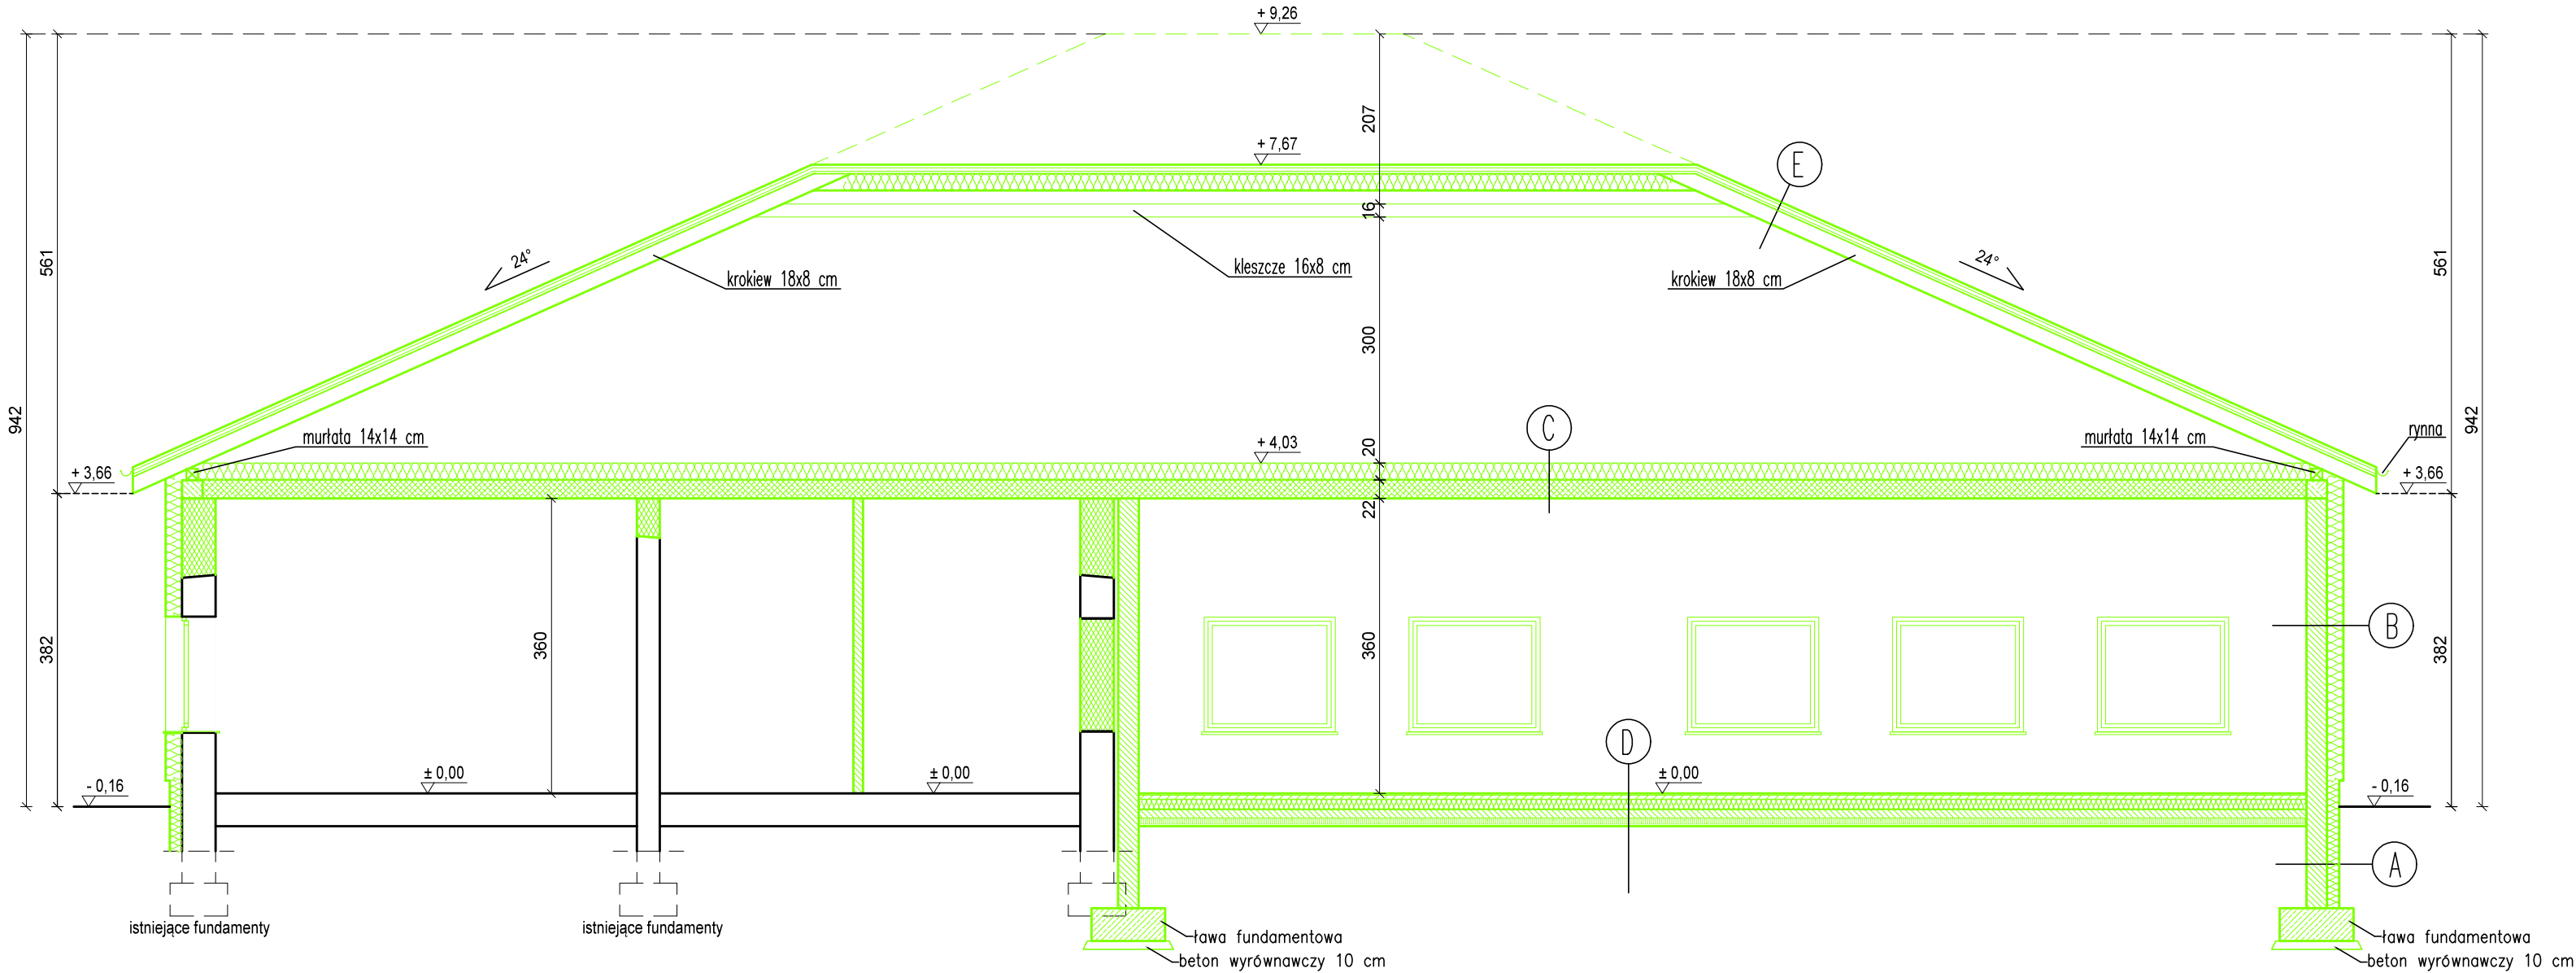 + 9,26
207
+ 7,67
E
16
561
24°
kleszcze 16x8 cm
24°
561
krokiew 18x8 cm
krokiew 18x8 cm
300
942
942
C
murłata 14x14 cm
+ 4,03
20
murłata 14x14 cm
rynna
+ 3,66
+ 3,66
22
B
382
360
360
382
D
- 0,16
± 0,00
± 0,00
± 0,00
- 0,16
A
istniejące fundamenty
istniejące fundamenty
ława fundamentowa
ława fundamentowa
beton wyrównawczy 10 cm
beton wyrównawczy 10 cm